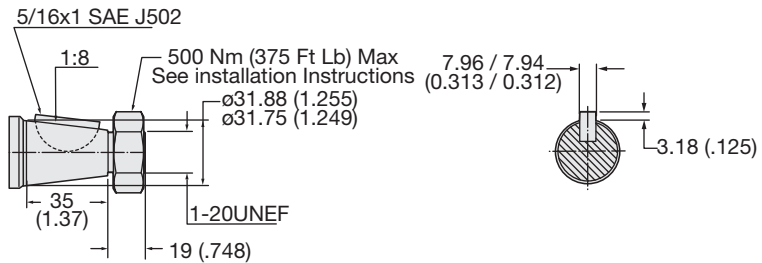 5/16x1 SAE J502
1:8
500 Nm (375 Ft Lb) Max
See installation Instructions
ø31.88 (1.255)
ø31.75 (1.249)
35
(1.37)
1-20UNEF
19 (.748)
7.96 / 7.94
(0.313 / 0.312)
3.18 (.125)